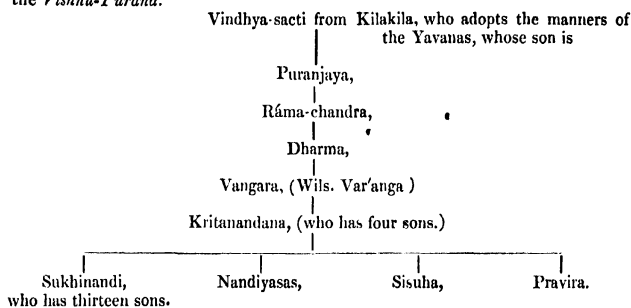 the Vishnu-Purana.
Vindhya-sacti from Kilakila, who adopts the manners of
the Yavanas, whose son is
Puranjaya,
Ráma-chandra,
Dharma,
Vangara, (Wils. Var'anga )
Kritanandana, (who has four sons.)
Sukhinandi, Nandiyasas, Sisuha, Pravira.
who has thirteen sons.